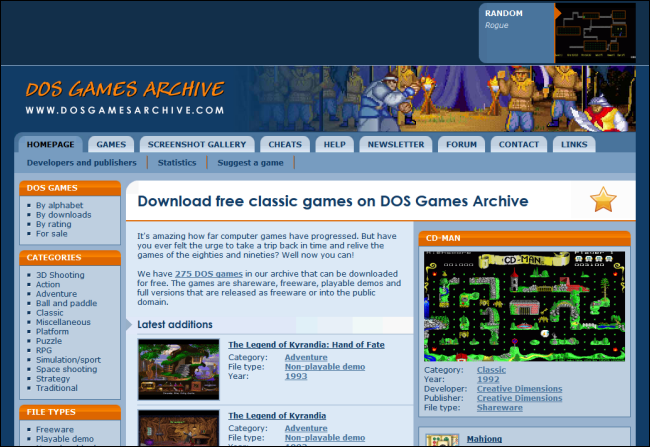 RANDOM
Rogue
DOS GAMES ARCHIVE
WWW.DOSGAMESARCHIVE.COM
HOMEPAGE GAMES SCREENSHOT GALLERY CHEATS HELP NEWSLETTER FORUM CONTACT LINKS
Developers and publishers Statistics Suggest a game
DOS GAMES
By alphabet
By downloads
By rating
For sale
CATEGORIES
3D Shooting
Action
Adventure
Ball and paddle
Classic
Miscellaneous
Platform
Puzzle
RPG
Simulation/sport
Space shooting
Strategy
Traditional
FILE TYPES
Freeware
Playable demo
Download free classic games on DOS Games Archive
It's amazing how far computer games have progressed. But have
you ever felt the urge to take a trip back in time and relive the
games of the eighties and nineties? Well now you can!
We have 275 DOS games in our archive that can be downloaded
for free. The games are shareware, freeware, playable demos and
full versions that are released as freeware or into the public
domain.
Latest additions
The Legend of Kyrandia: Hand of Fate
Category: Adventure
File type: Non-playable demo
Year: 1993
The Legend of Kyrandia
Category: Adventure
File type: Non-playable demo
CD-MAN
CD-MAN
Category: Classic
Year: 1992
Developer: Creative Dimensions
Publisher: Creative Dimensions
File type: Shareware
Mahjong